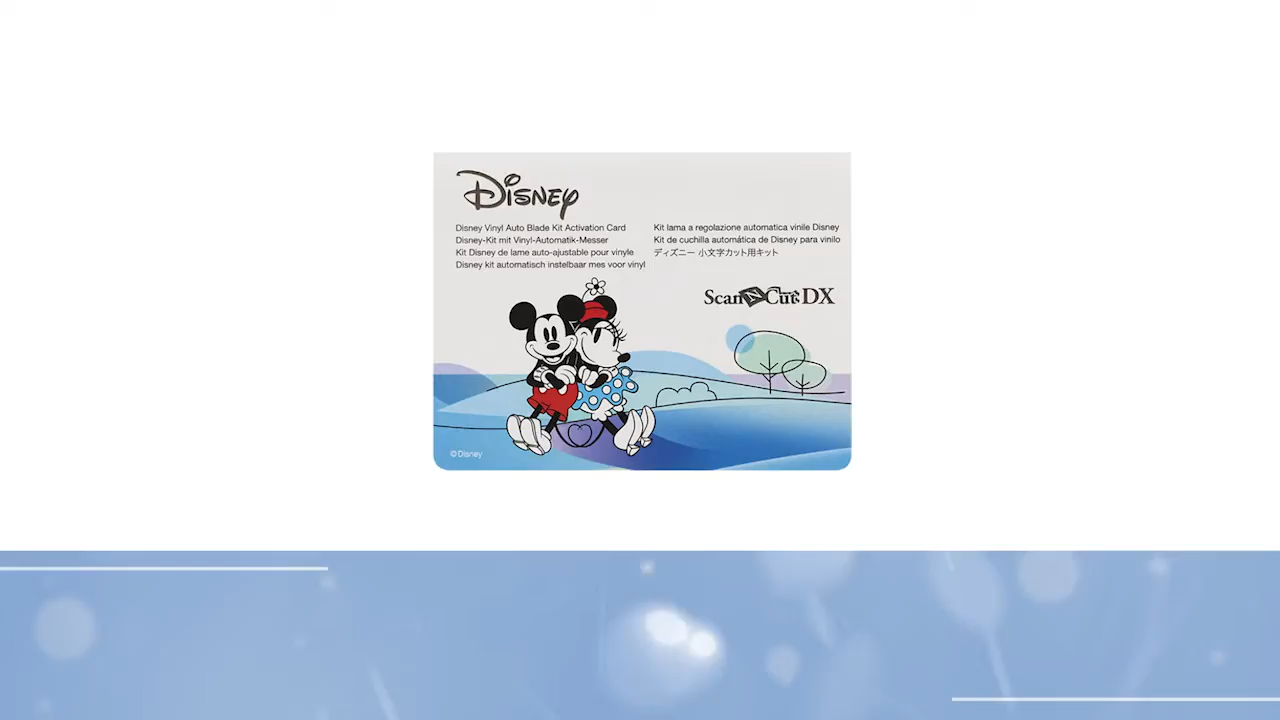 Disney
Disney Vinyl Auto Blade Kit Activation Card
Disney-Kit mit Vinyl-Automatik-Messer
Kit Disney de lame auto-ajustable pour vinyle
Disney kit automatisch instelbaar mes voor vinyl
Kit lama a regolazione automatica vinile Disney
Kit de cuchilla automática de Disney para vinilo
ディズニー 小文字カット用キット
ScanNCut DX
©Disney